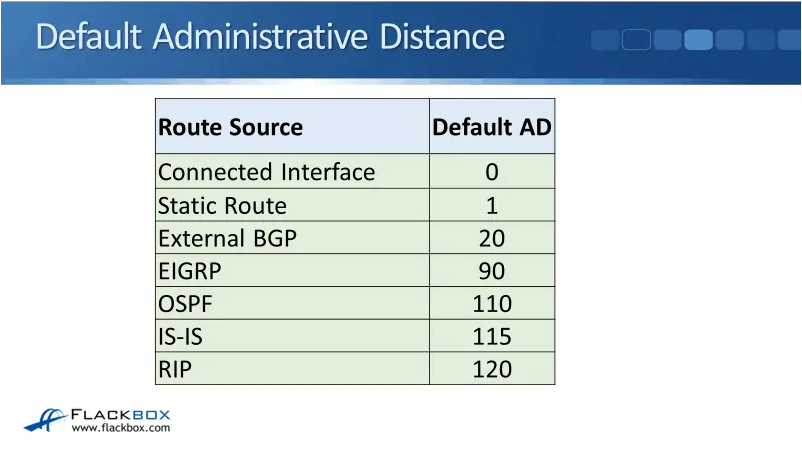 Default Administrative Distance
Route Source Default AD
Connected Interface 0
Static Route 1
External BGP 20
EIGRP 90
OSPF 110
IS-IS 115
RIP 120
FLACKBOX
www.flackbox.com